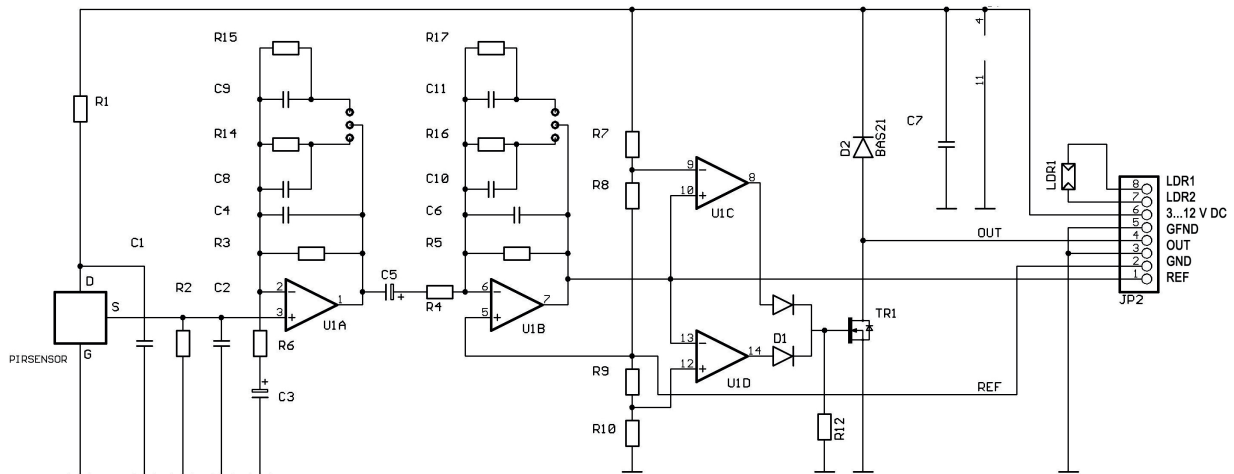 R15
R17
4
C9
C11
R1
R14
R16
R7
D2
BAS21
C7
11
9
8
LDR1
C8
C10
R8
10
U1C
8
LDR1
7
LDR2
C4
C6
6
3...12 V DC
5
GFND
C1
R3
R5
OUT
4
OUT
3
GND
C5
2
REF
D
R2
C2
2
1
+
R4
6
7
1
JP2
S
3
U1A
5
U1B
TR1
13
14
D1
G
R6
PIRSENSOR
12
U1D
+
C3
R9
REF
R10
R12